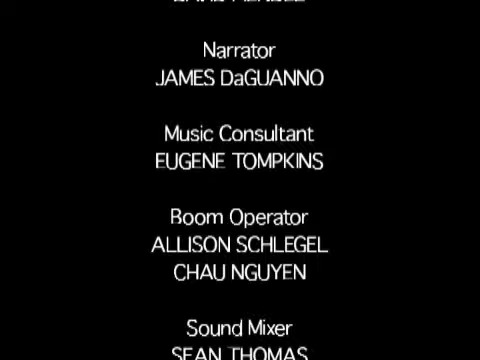 Narrator
JAMES DaGUANNO
Music Consultant
EUGENE TOMPKINS
Boom Operator
ALLISON SCHLEGEL
CHAU NGUYEN
Sound Mixer
SEAN THOMAS